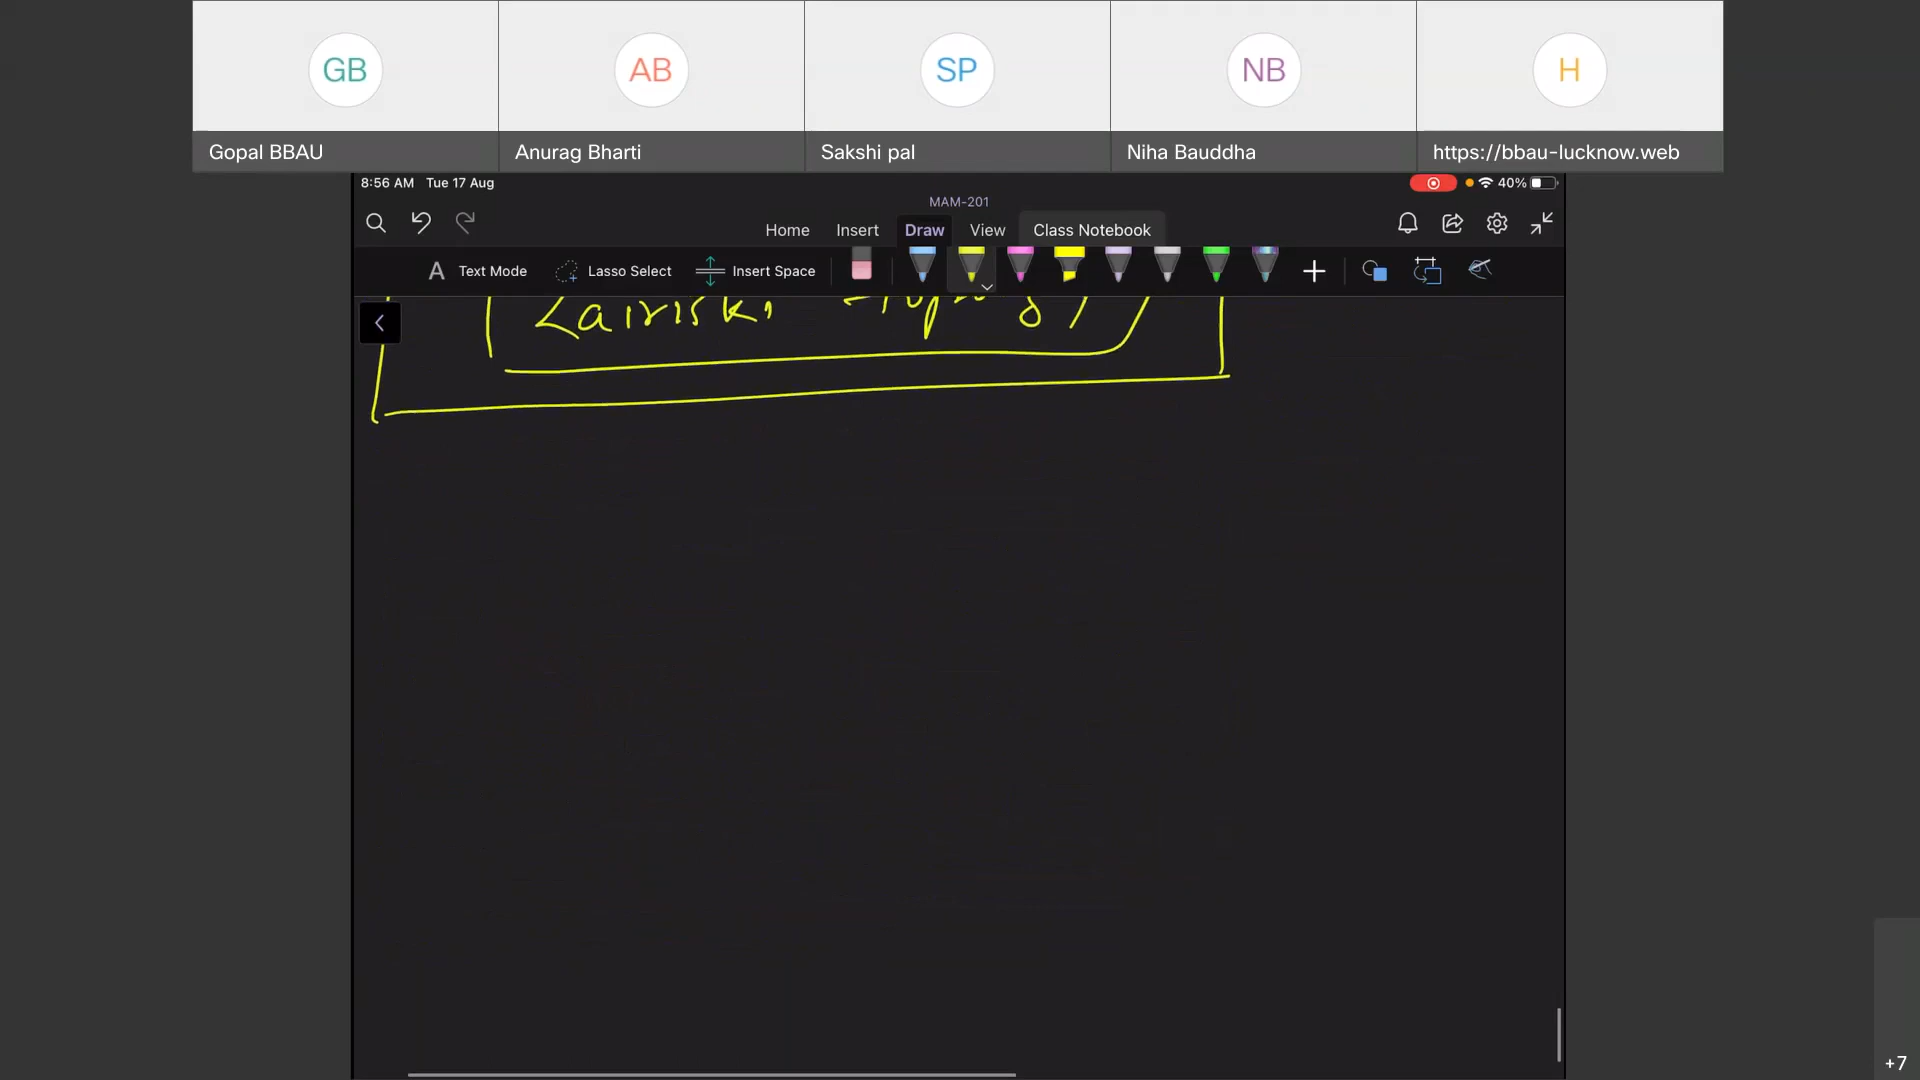 GB AB SP NB H
Gopal BBAU Anurag Bharti Sakshi pal Niha Bauddha https://bbau-lucknow.web
8:56 AM Tue 17 Aug 40%
MAM-201
Home Insert Draw View Class Notebook
A Text Mode Lasso Select Insert Space
Zairiski
+7